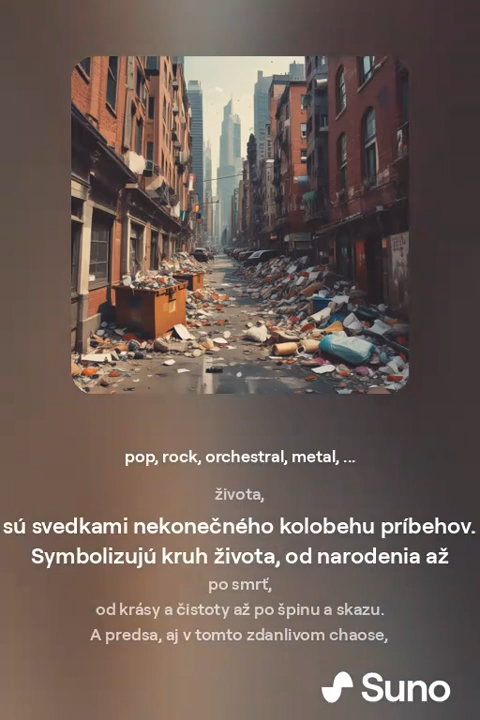 pop, rock, orchestral, metal, ...
života,
sú svedkami nekonečného kolobehu príbehov.
Symbolizujú kruh života, od narodenia až
po smrť,
od krásy a čistoty až po špinu a skazu.
A predsa, aj v tomto zdanlivom chaose,
Suno